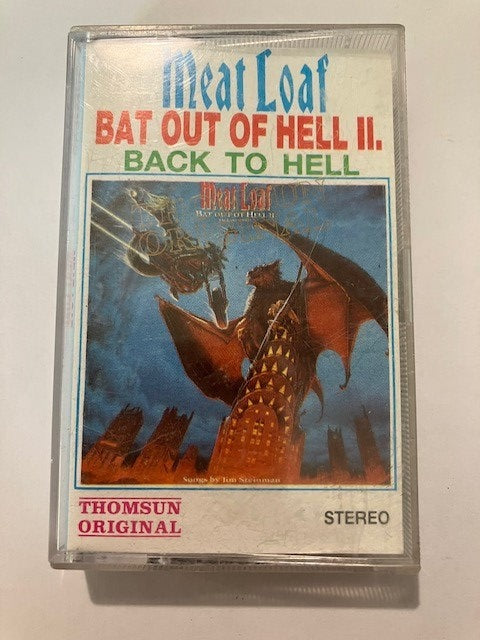 Meat Loaf
BAT OUT OF HELL II.
BACK TO HELL
Meat Loaf
BAT OUT OF HELL II
Songs by Jim Steinman
THOMSUN
ORIGINAL
STEREO